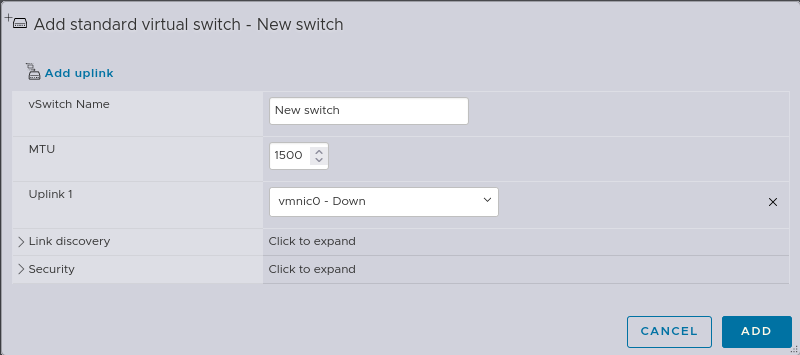 Add standard virtual switch - New switch
Add uplink
vSwitch Name New switch
MTU 1500
Uplink 1 vmnic0 - Down
Link discovery Click to expand
Security Click to expand
CANCEL ADD